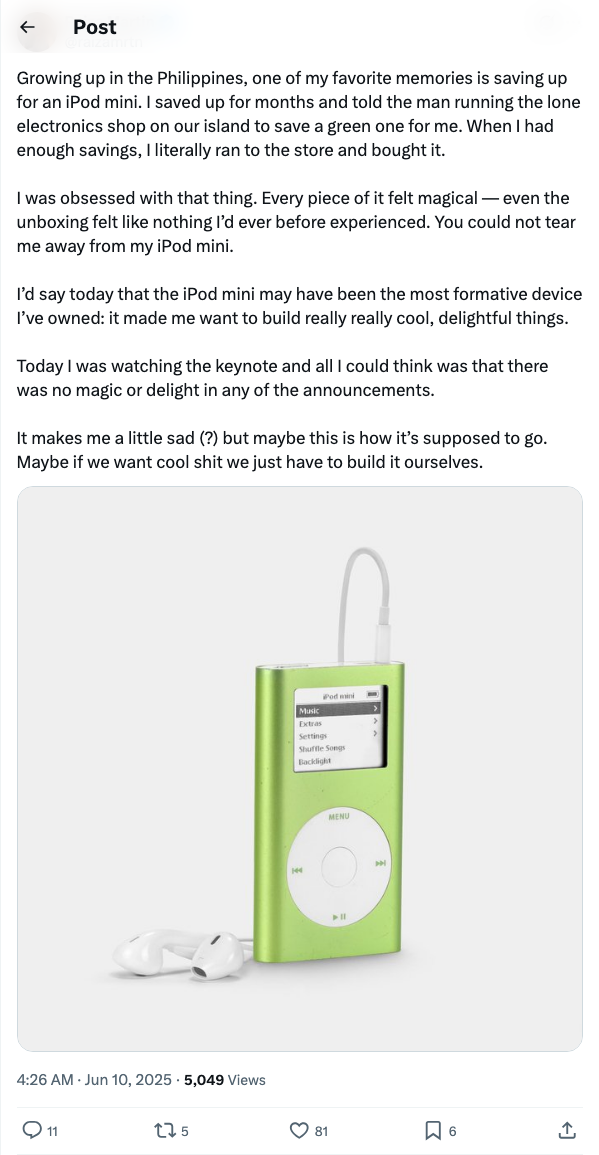 Post
Growing up in the Philippines, one of my favorite memories is saving up
for an iPod mini. I saved up for months and told the man running the lone
electronics shop on our island to save a green one for me. When I had
enough savings, I literally ran to the store and bought it.
I was obsessed with that thing. Every piece of it felt magical — even the
unboxing felt like nothing I’d ever before experienced. You could not tear
me away from my iPod mini.
I’d say today that the iPod mini may have been the most formative device
I’ve owned: it made me want to build really really cool, delightful things.
Today I was watching the keynote and all I could think was that there
was no magic or delight in any of the announcements.
It makes me a little sad (?) but maybe this is how it’s supposed to go.
Maybe if we want cool shit we just have to build it ourselves.
iPod mini
Music
Extras
Settings
Shuffle Songs
Backlight
MENU
4:26 AM · Jun 10, 2025 · 5,049 Views
11 5 81 6